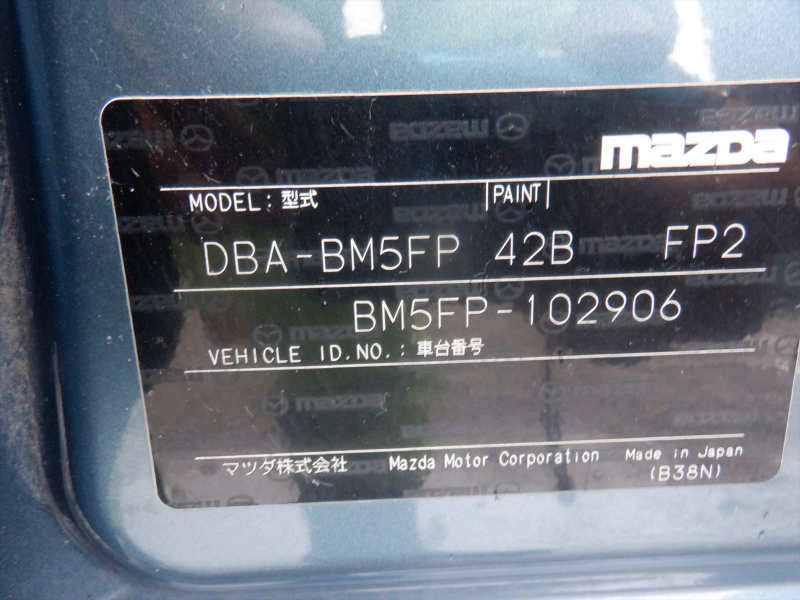 mazda
MODEL: 型式 PAINT
DBA-BM5FP 42B FP2
BM5FP-102906
VEHICLE ID.NO.: 車台番号
マツダ株式会社 Mazda Motor Corporation Made in Japan
(B38N)